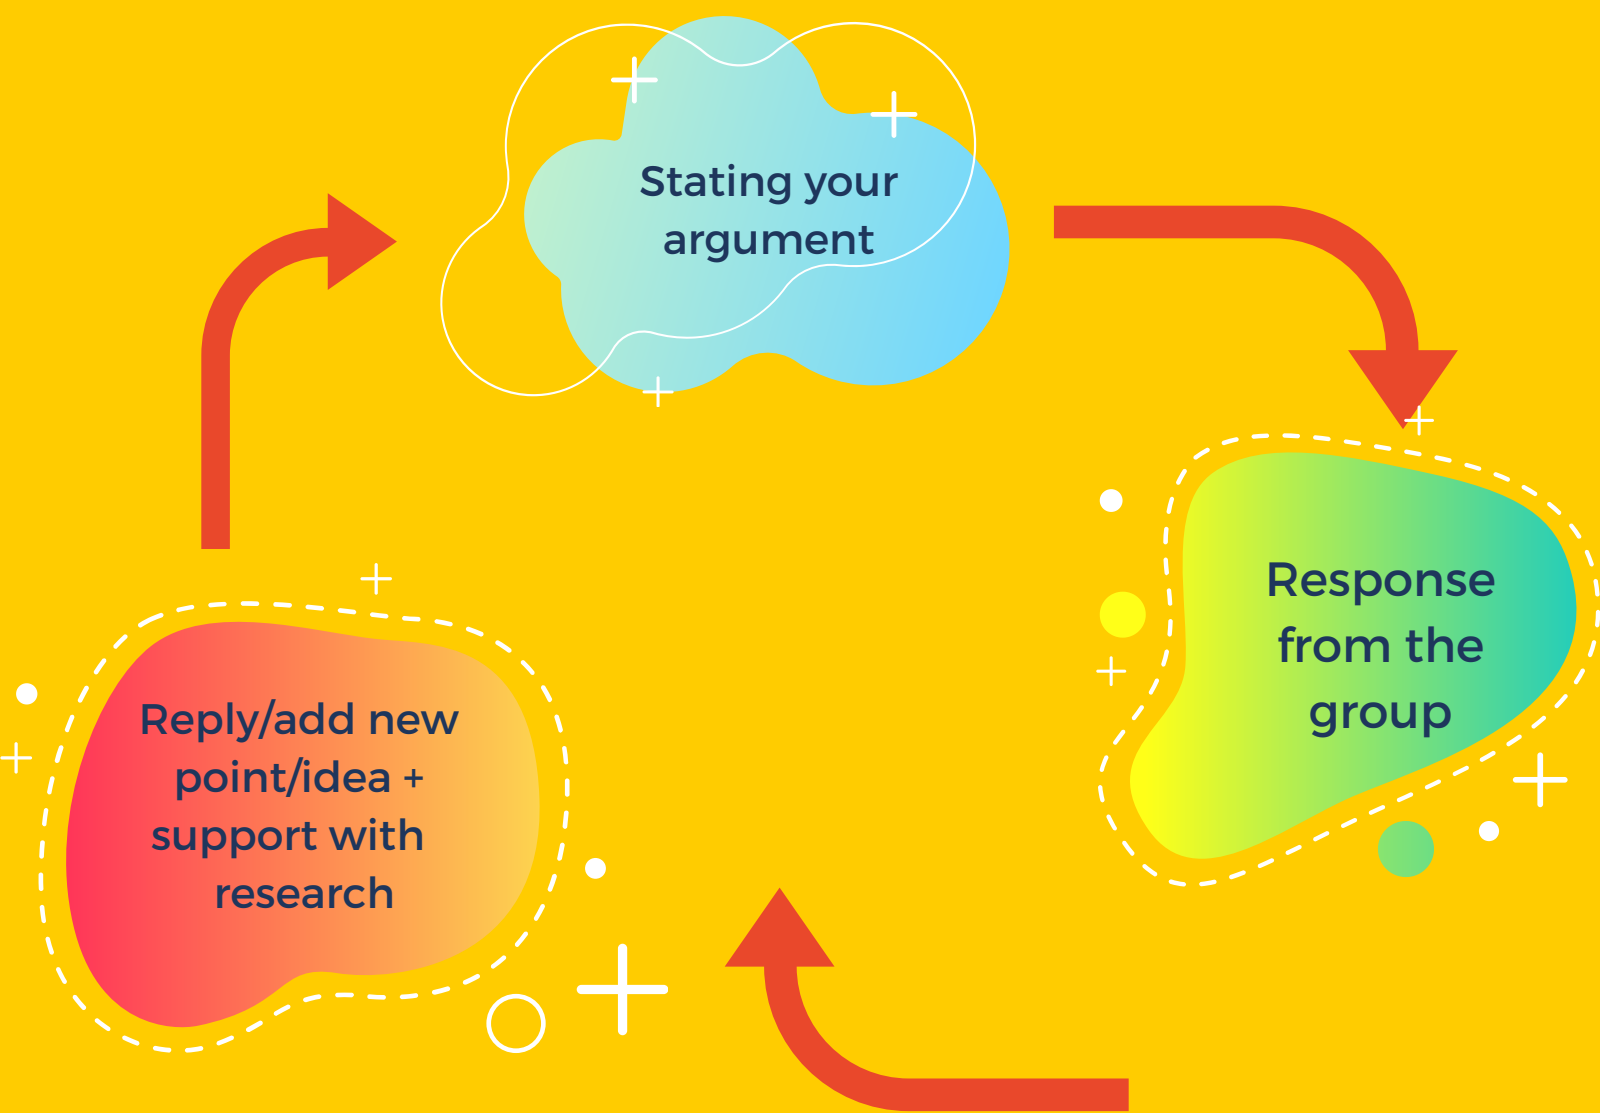 Stating your
argument
Response
from the
group
Reply/add new
point/idea +
support with
research